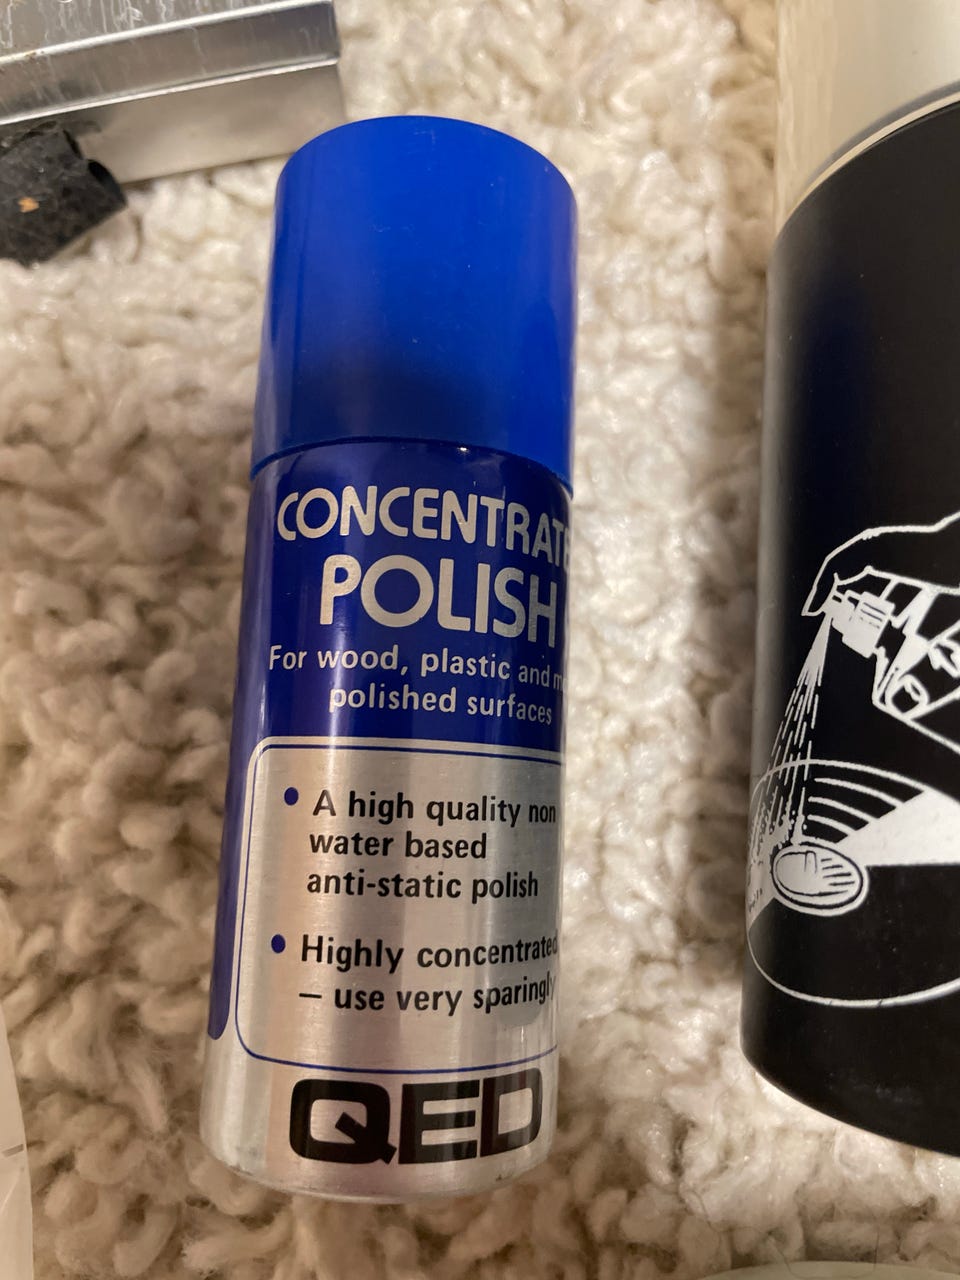 CONCENTRATE
POLISH
For wood, plastic and
polished surfaces
• A high quality non
water based
anti-static polish
• Highly concentrated
– use very sparingly
QED